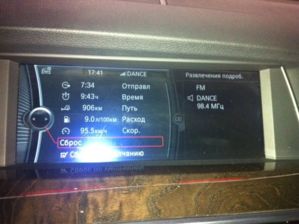 17:41 DANCE
7:34 Отправл
9:43ч Время
906км Путь
9.0л/100км Расход
95.5км/ч Скор.
Сброс
Развлечения подроб.
FM
DANCE
98.4 МГц